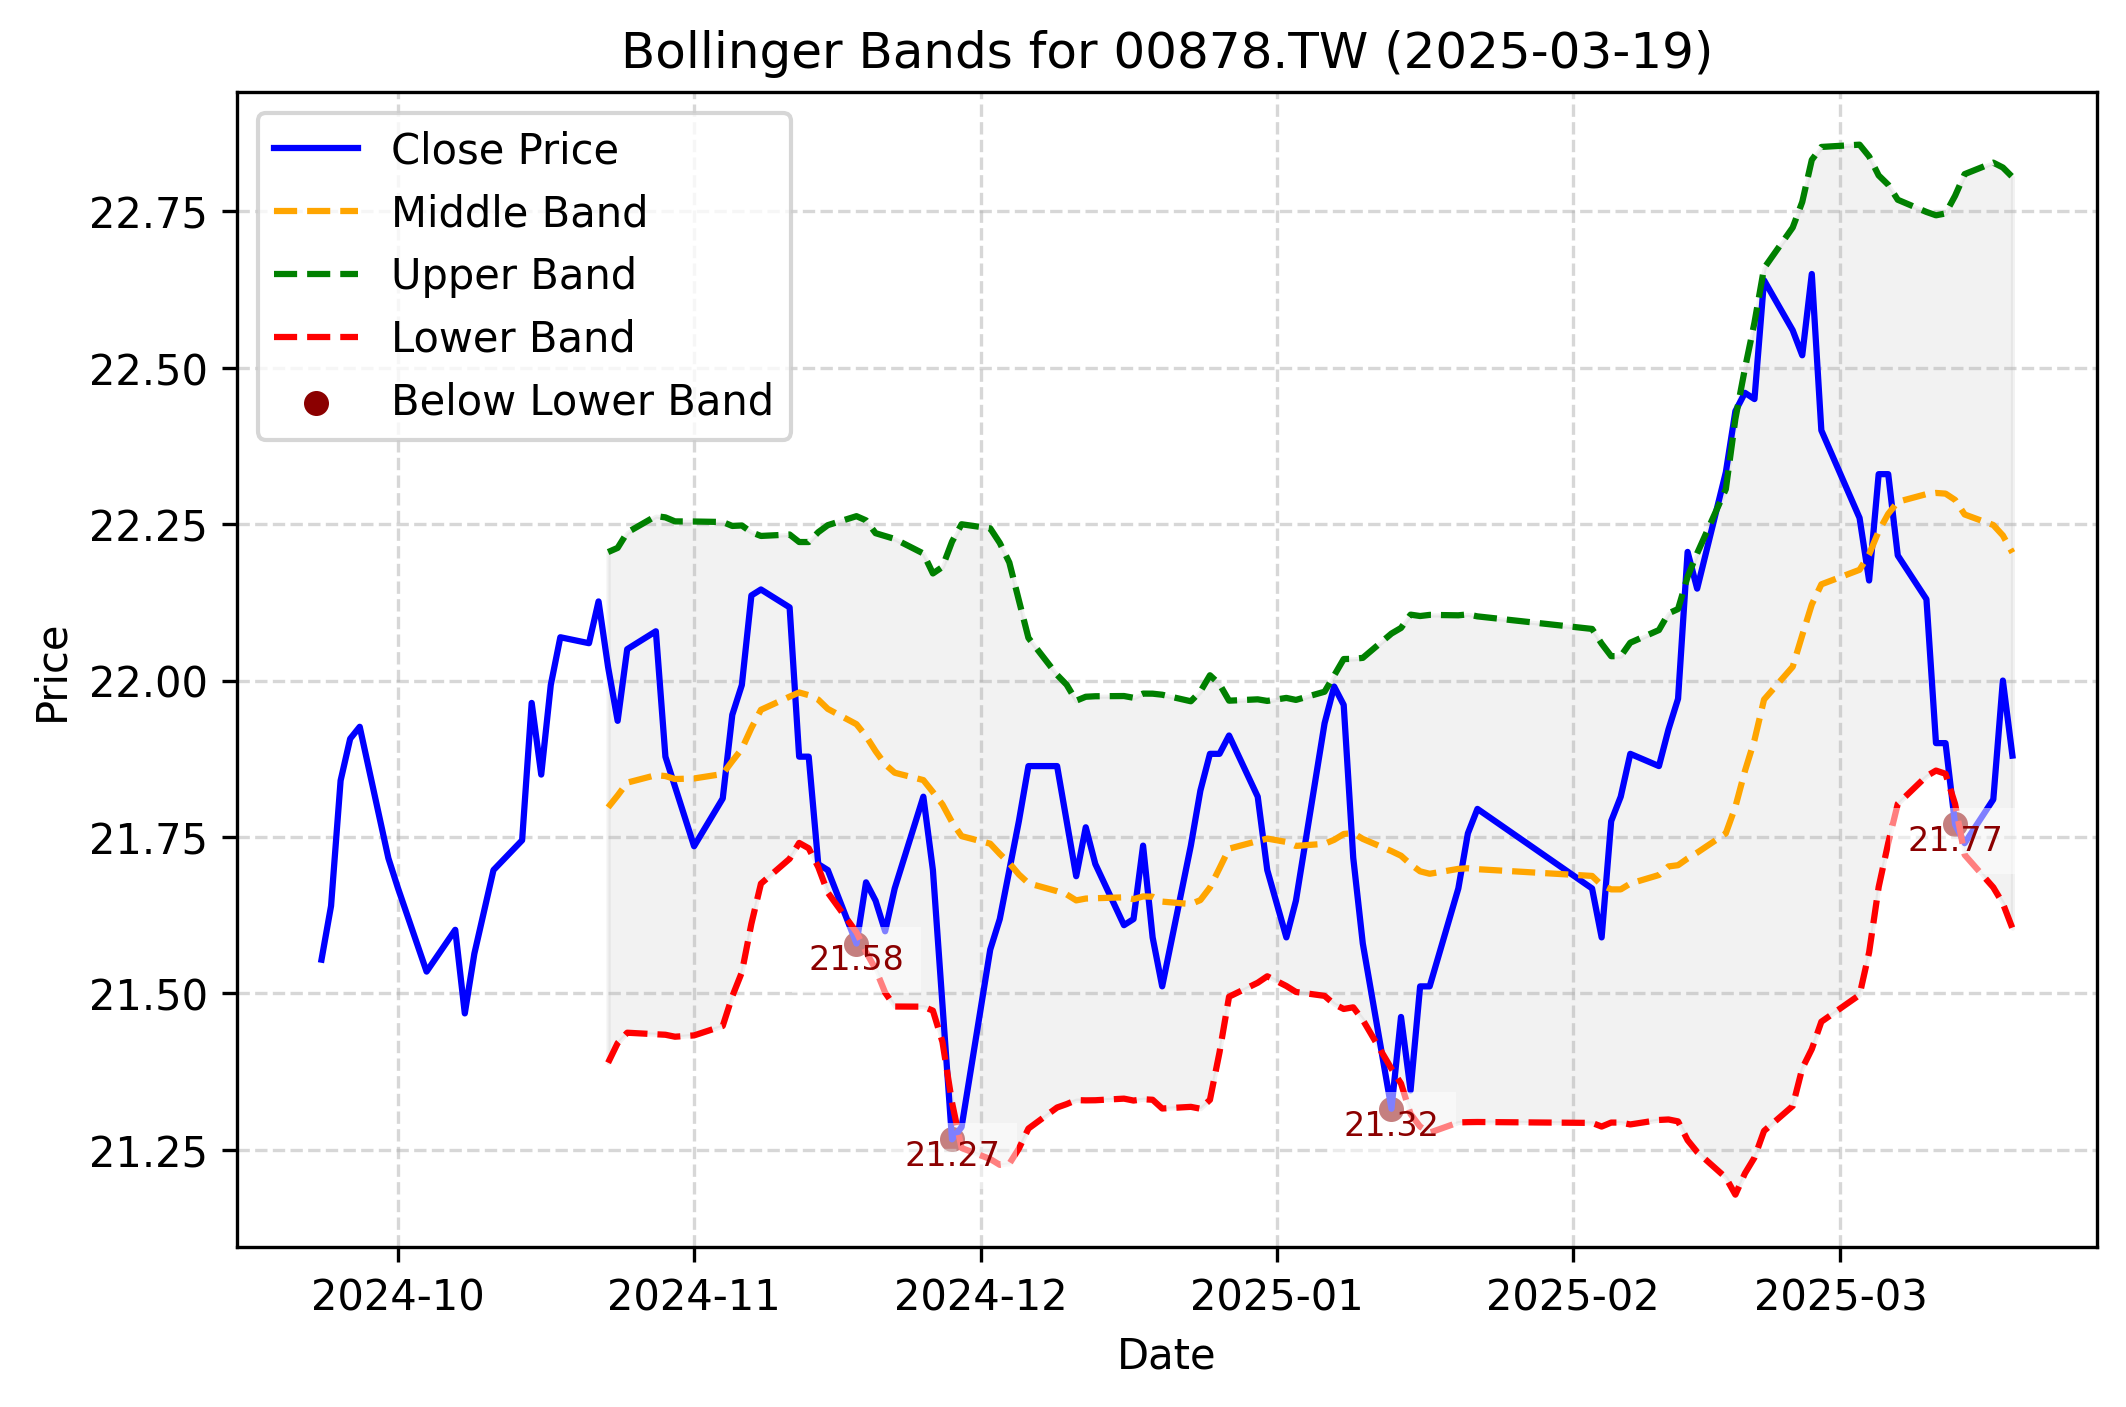 Bollinger Bands for 00878.TW (2025-03-19)
Close Price
Middle Band
Upper Band
Lower Band
Below Lower Band
Price
22.75
22.50
22.25
22.00
21.75
21.50
21.25
21.58
21.27
21.32
21.77
2024-10
2024-11
2024-12
2025-01
2025-02
2025-03
Date